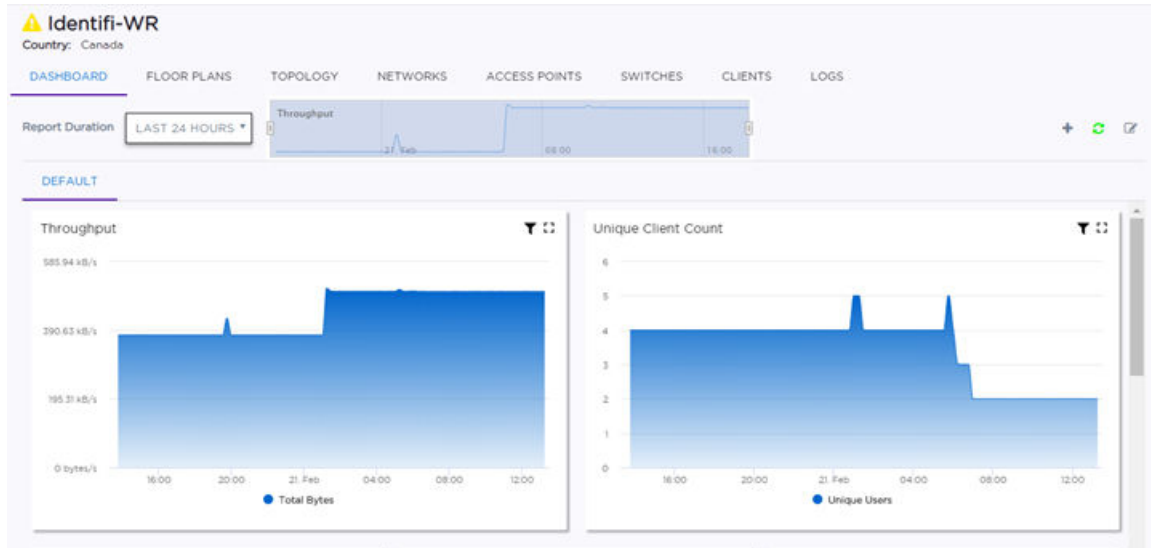 Identifi-WR
Country: Canada
DASHBOARD FLOOR PLANS TOPOLOGY NETWORKS ACCESS POINTS SWITCHES CLIENTS LOGS
Report Duration LAST 24 HOURS
Throughput
21. Feb 08:00 16:00
DEFAULT
Throughput
585.94 kB/s
390.63 kB/s
195.31 kB/s
0 bytes/s
16:00 20:00 21. Feb 04:00 08:00 12:00
Total Bytes
Unique Client Count
6
5
4
3
2
1
0
16:00 20:00 21. Feb 04:00 08:00 12:00
Unique Users